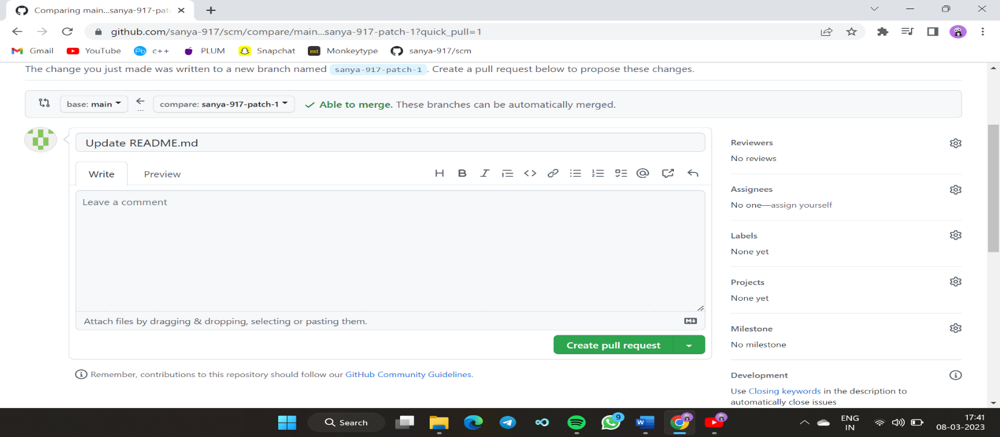 Comparing main...sanya-917-pat
github.com/sanya-917/scm/compare/main...sanya-917-patch-1?quick_pull=1
Gmail YouTube Pb c++ PLUM Snapchat mt Monkeytype sanya-917/scm
The change you just made was written to a new branch named sanya-917-patch-1. Create a pull request below to propose these changes.
base: main ... compare: sanya-917-patch-1 Able to merge. These branches can be automatically merged.
Update README.md
Write Preview
Leave a comment
Attach files by dragging & dropping, selecting or pasting them.
Create pull request
Remember, contributions to this repository should follow our GitHub Community Guidelines.
Reviewers
No reviews
Assignees
No one—assign yourself
Labels
None yet
Projects
None yet
Milestone
No milestone
Development
Use Closing keywords in the description to
automatically close issues
Search
9
ENG
IN
17:41
08-03-2023